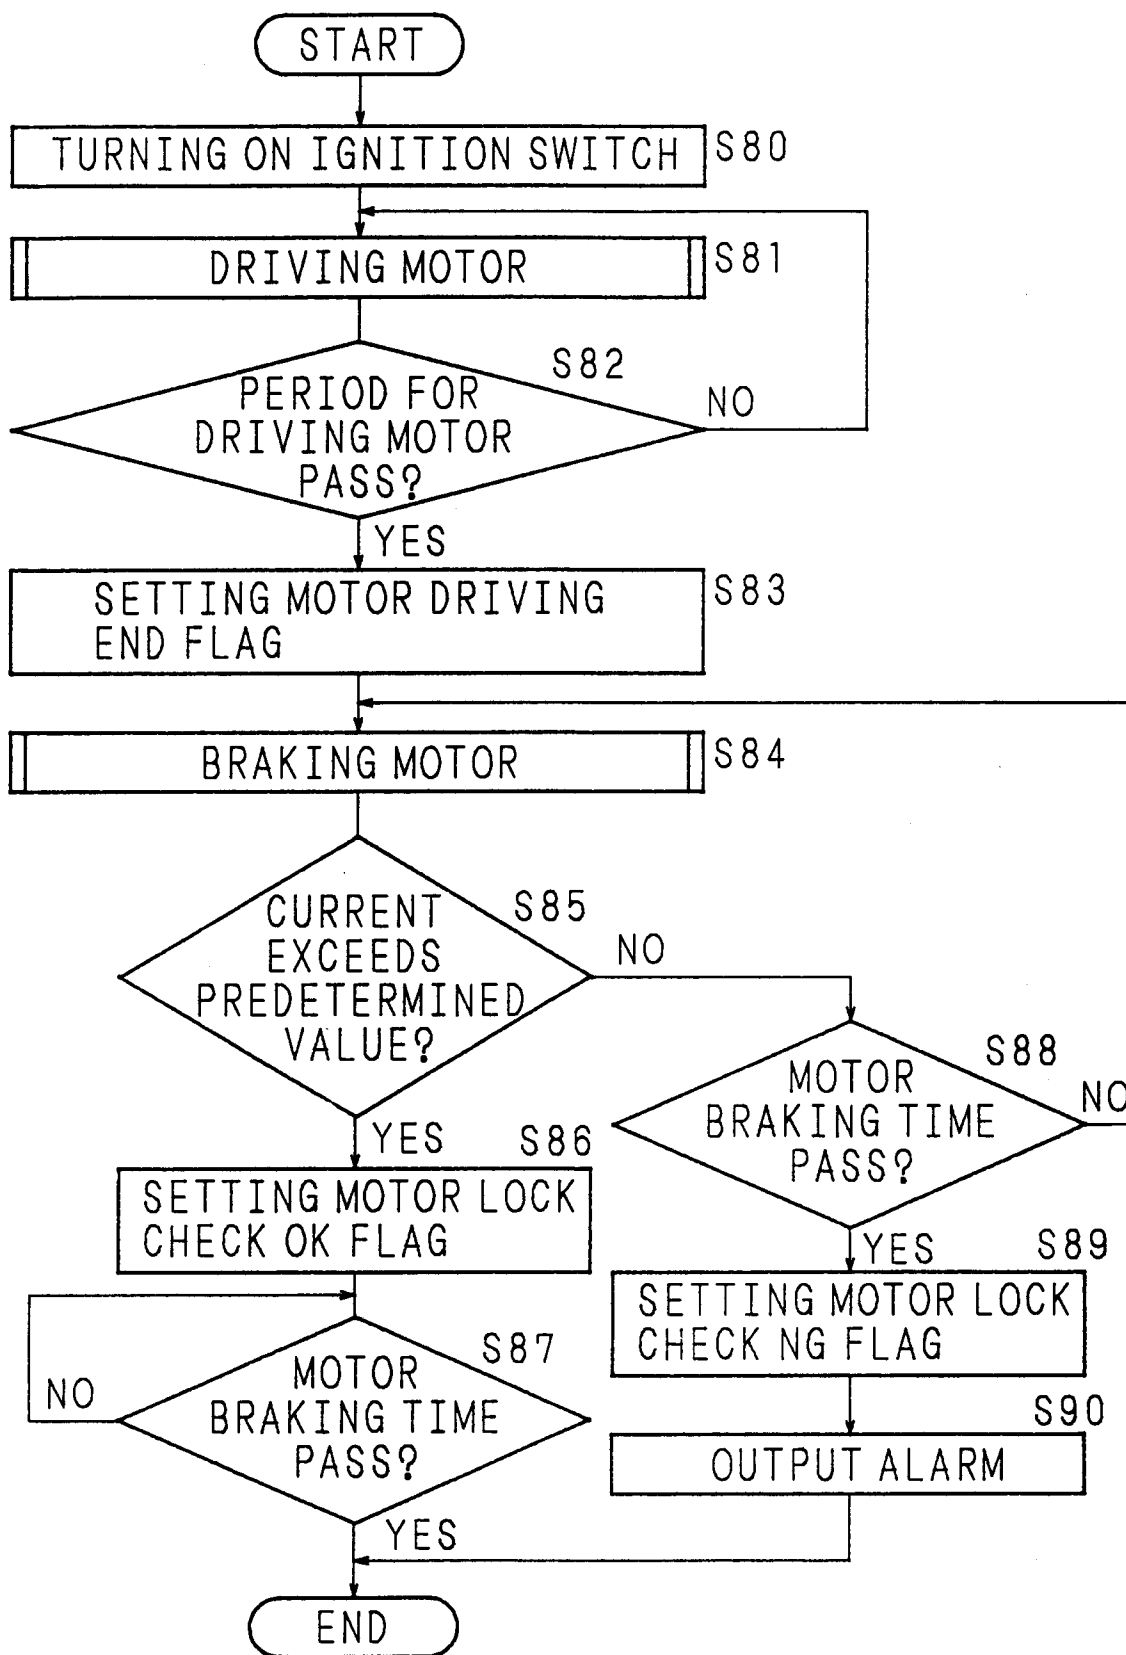 START
TURNING ON IGNITION SWITCH
S80
DRIVING MOTOR
S81
S82
PERIOD FOR
DRIVING MOTOR
PASS?
NO
YES
SETTING MOTOR DRIVING
END FLAG
S83
BRAKING MOTOR
S84
S85
CURRENT
EXCEEDS
PREDETERMINED
VALUE?
NO
YES
S86
SETTING MOTOR LOCK
CHECK OK FLAG
S87
MOTOR
BRAKING TIME
PASS?
NO
YES
S88
MOTOR
BRAKING TIME
PASS?
NO
YES
S89
SETTING MOTOR LOCK
CHECK NG FLAG
S90
OUTPUT ALARM
END